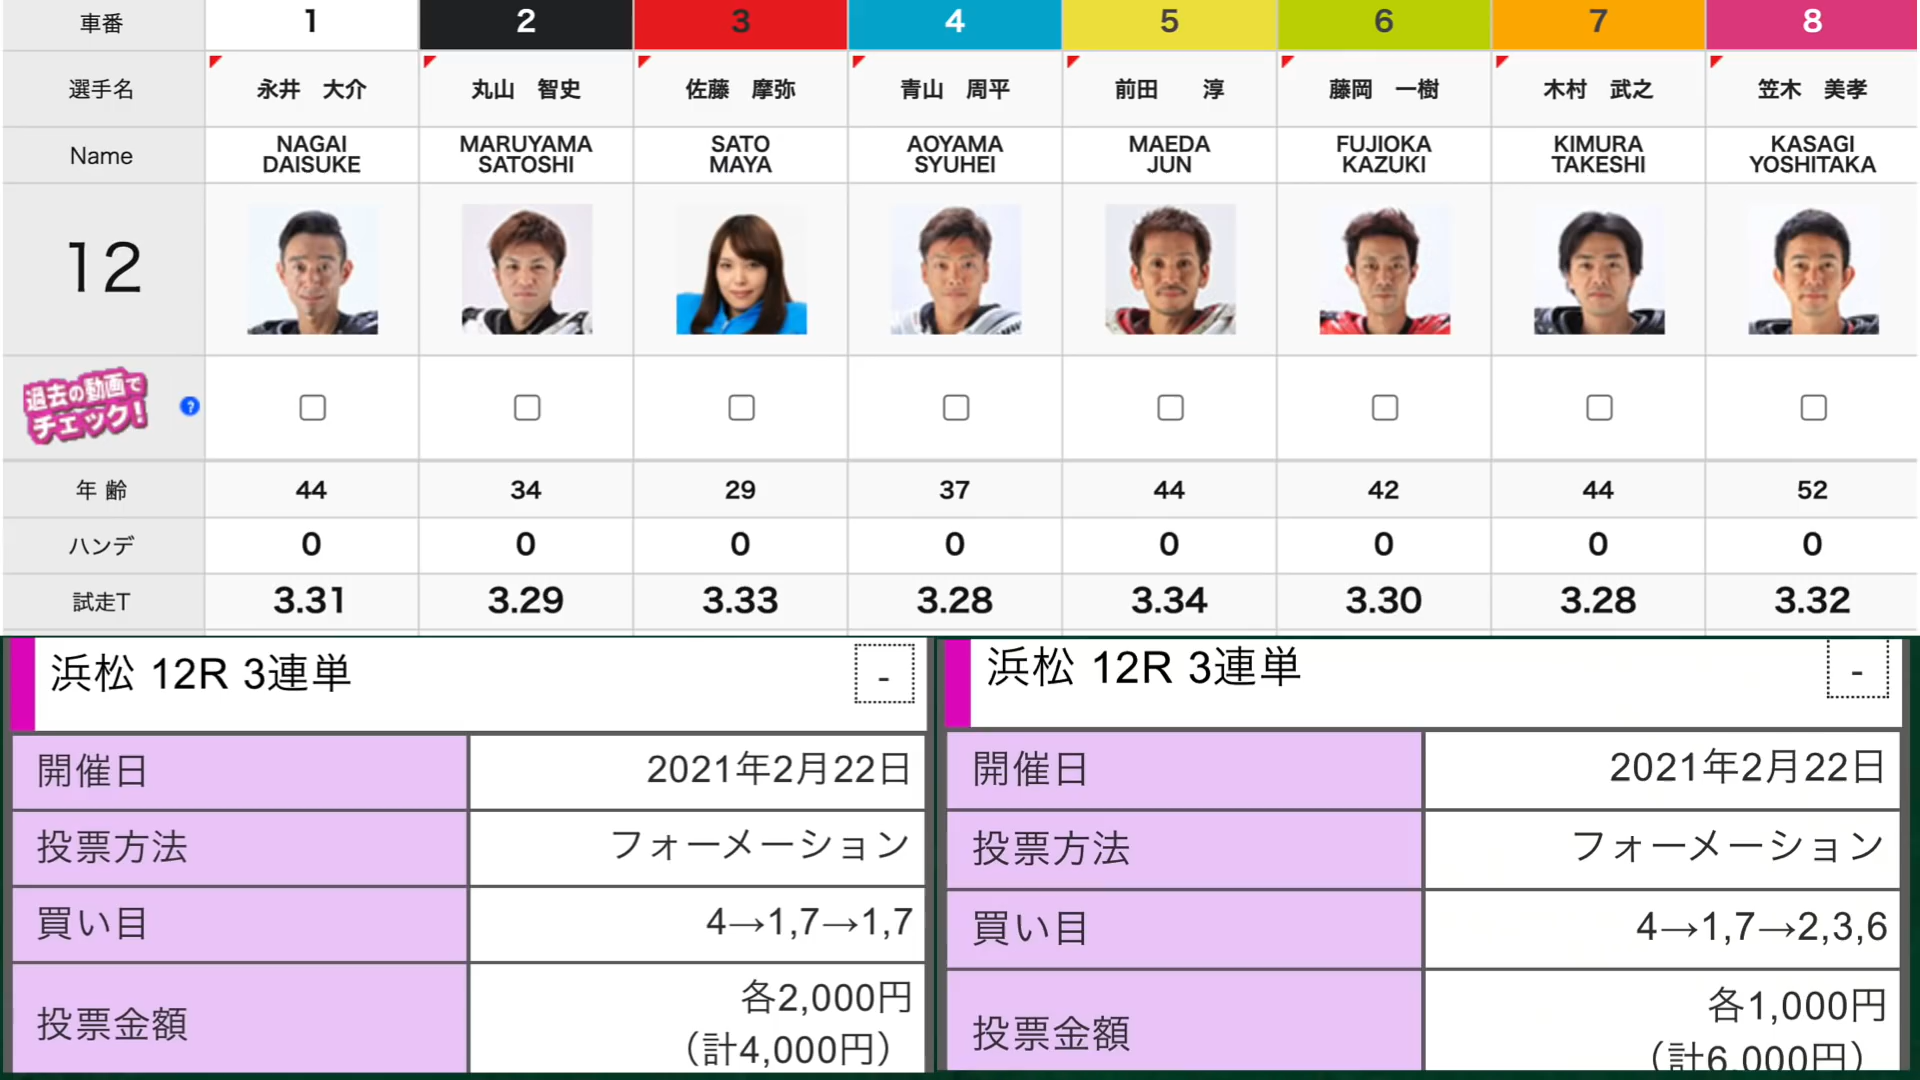 車番 1 2 3 4 5 6 7 8
選手名 永井 大介 丸山 智史 佐藤 摩弥 青山 周平 前田 淳 藤岡 一樹 木村 武之 笠木 美孝
Name NAGAI DAISUKE MARUYAMA SATOSHI SATO MAYA AOYAMA SYUHEI MAEDA JUN FUJIOKA KAZUKI KIMURA TAKESHI KASAGI YOSHITAKA
12
過去の動画で
チェック! ?
年 齢 44 34 29 37 44 42 44 52
ハンデ 0 0 0 0 0 0 0 0
試走T 3.31 3.29 3.33 3.28 3.34 3.30 3.28 3.32
浜松 12R 3連単 -
開催日 2021年2月22日
投票方法 フォーメーション
買い目 4→1,7→1,7
投票金額 各2,000円
（計4,000円）
浜松 12R 3連単 -
開催日 2021年2月22日
投票方法 フォーメーション
買い目 4→1,7→2,3,6
投票金額 各1,000円
（計6,000円）